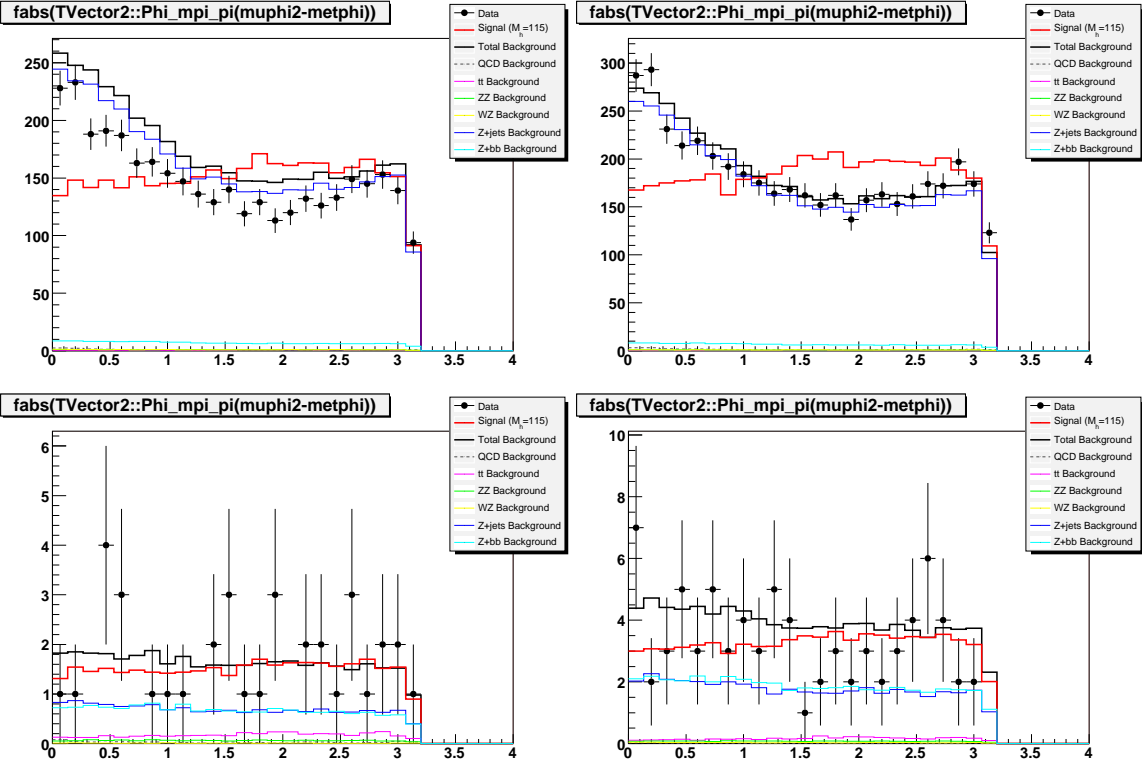 fabs(TVector2::Phi_mpi_pi(muphi2-metphi))
Data
Signal (M_h=115)
Total Background
QCD Background
tt Background
ZZ Background
WZ Background
Z+jets Background
Z+bb Background
250
200
150
100
50
0
0 0.5 1 1.5 2 2.5 3 3.5 4
fabs(TVector2::Phi_mpi_pi(muphi2-metphi))
Data
Signal (M_h=115)
Total Background
QCD Background
tt Background
ZZ Background
WZ Background
Z+jets Background
Z+bb Background
300
250
200
150
100
50
0
0 0.5 1 1.5 2 2.5 3 3.5 4
fabs(TVector2::Phi_mpi_pi(muphi2-metphi))
Data
Signal (M_h=115)
Total Background
QCD Background
tt Background
ZZ Background
WZ Background
Z+jets Background
Z+bb Background
6
5
4
3
2
1
0
0 0.5 1 1.5 2 2.5 3 3.5 4
fabs(TVector2::Phi_mpi_pi(muphi2-metphi))
Data
Signal (M_h=115)
Total Background
QCD Background
tt Background
ZZ Background
WZ Background
Z+jets Background
Z+bb Background
10
8
6
4
2
0
0 0.5 1 1.5 2 2.5 3 3.5 4